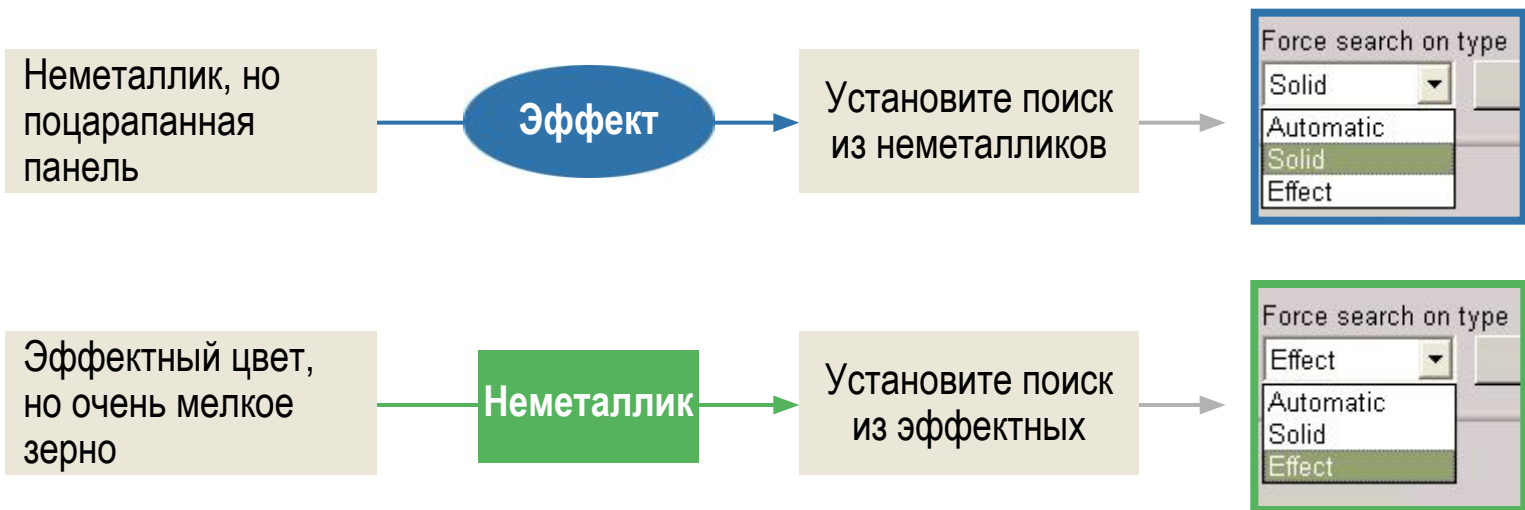 Неметаллик, но
поцарапанная
панель
Эффект
Установите поиск
из неметалликов
Force search on type
Solid
Automatic
Solid
Effect
Эффектный цвет,
но очень мелкое
зерно
Неметаллик
Установите поиск
из эффектных
Force search on type
Effect
Automatic
Solid
Effect